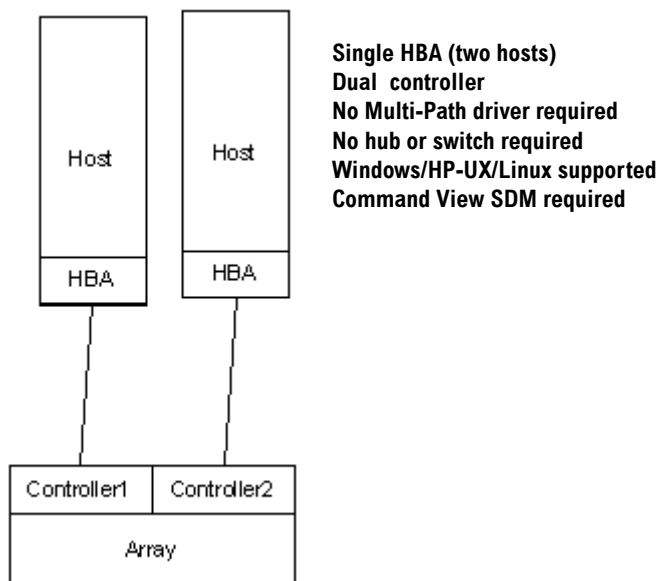 Single HBA (two hosts)
Dual controller
No Multi-Path driver required
No hub or switch required
Windows/HP-UX/Linux supported
Command View SDM required
Host
Host
HBA
HBA
Controller1
Controller2
Array